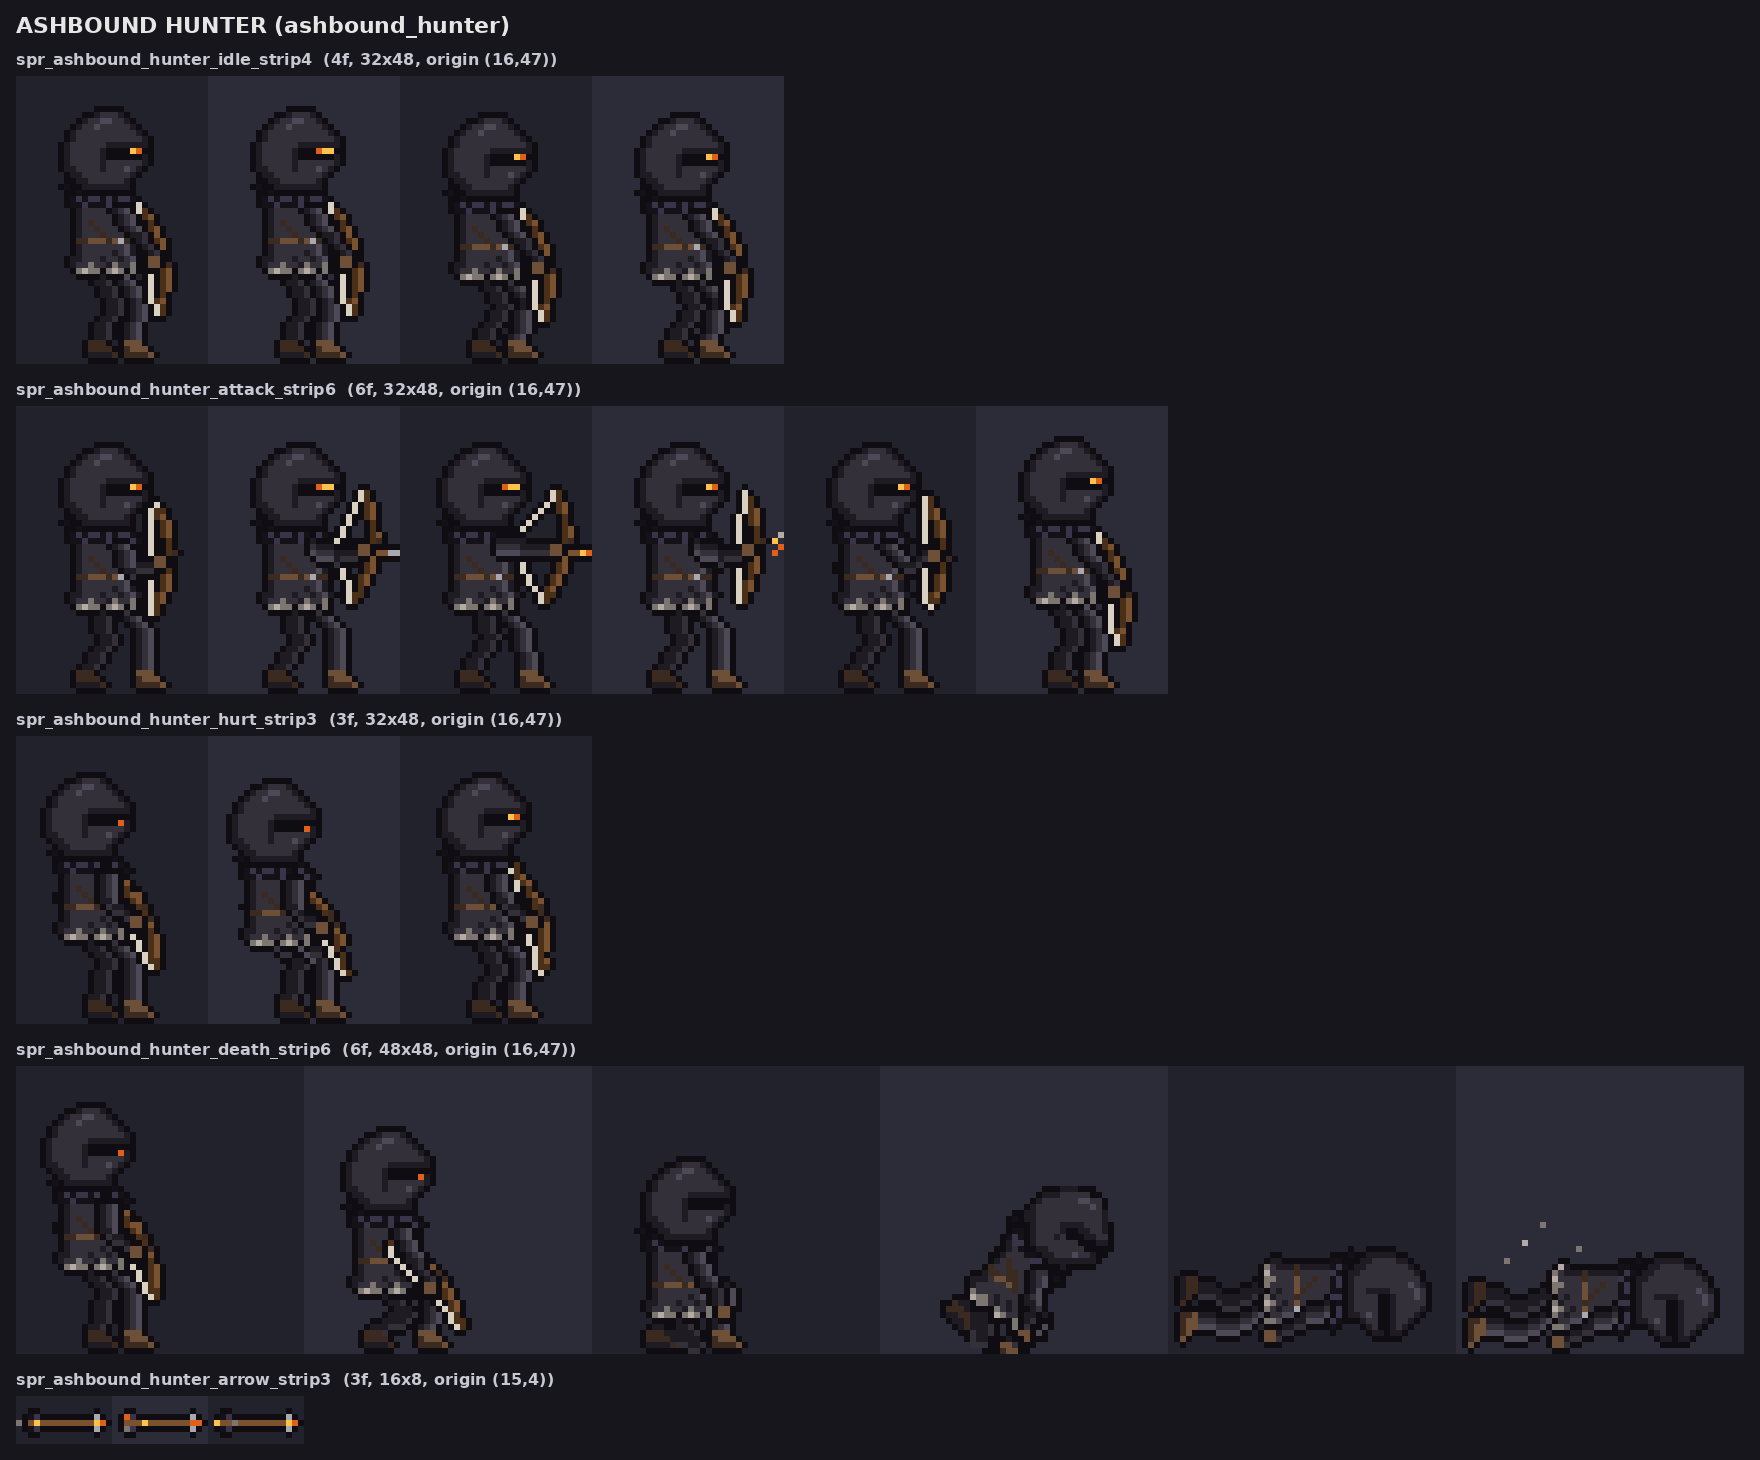 ASHBOUND HUNTER (ashbound_hunter)
spr_ashbound_hunter_idle_strip4 (4f, 32x48, origin (16,47))
spr_ashbound_hunter_attack_strip6 (6f, 32x48, origin (16,47))
spr_ashbound_hunter_hurt_strip3 (3f, 32x48, origin (16,47))
spr_ashbound_hunter_death_strip6 (6f, 48x48, origin (16,47))
spr_ashbound_hunter_arrow_strip3 (3f, 16x8, origin (15,4))